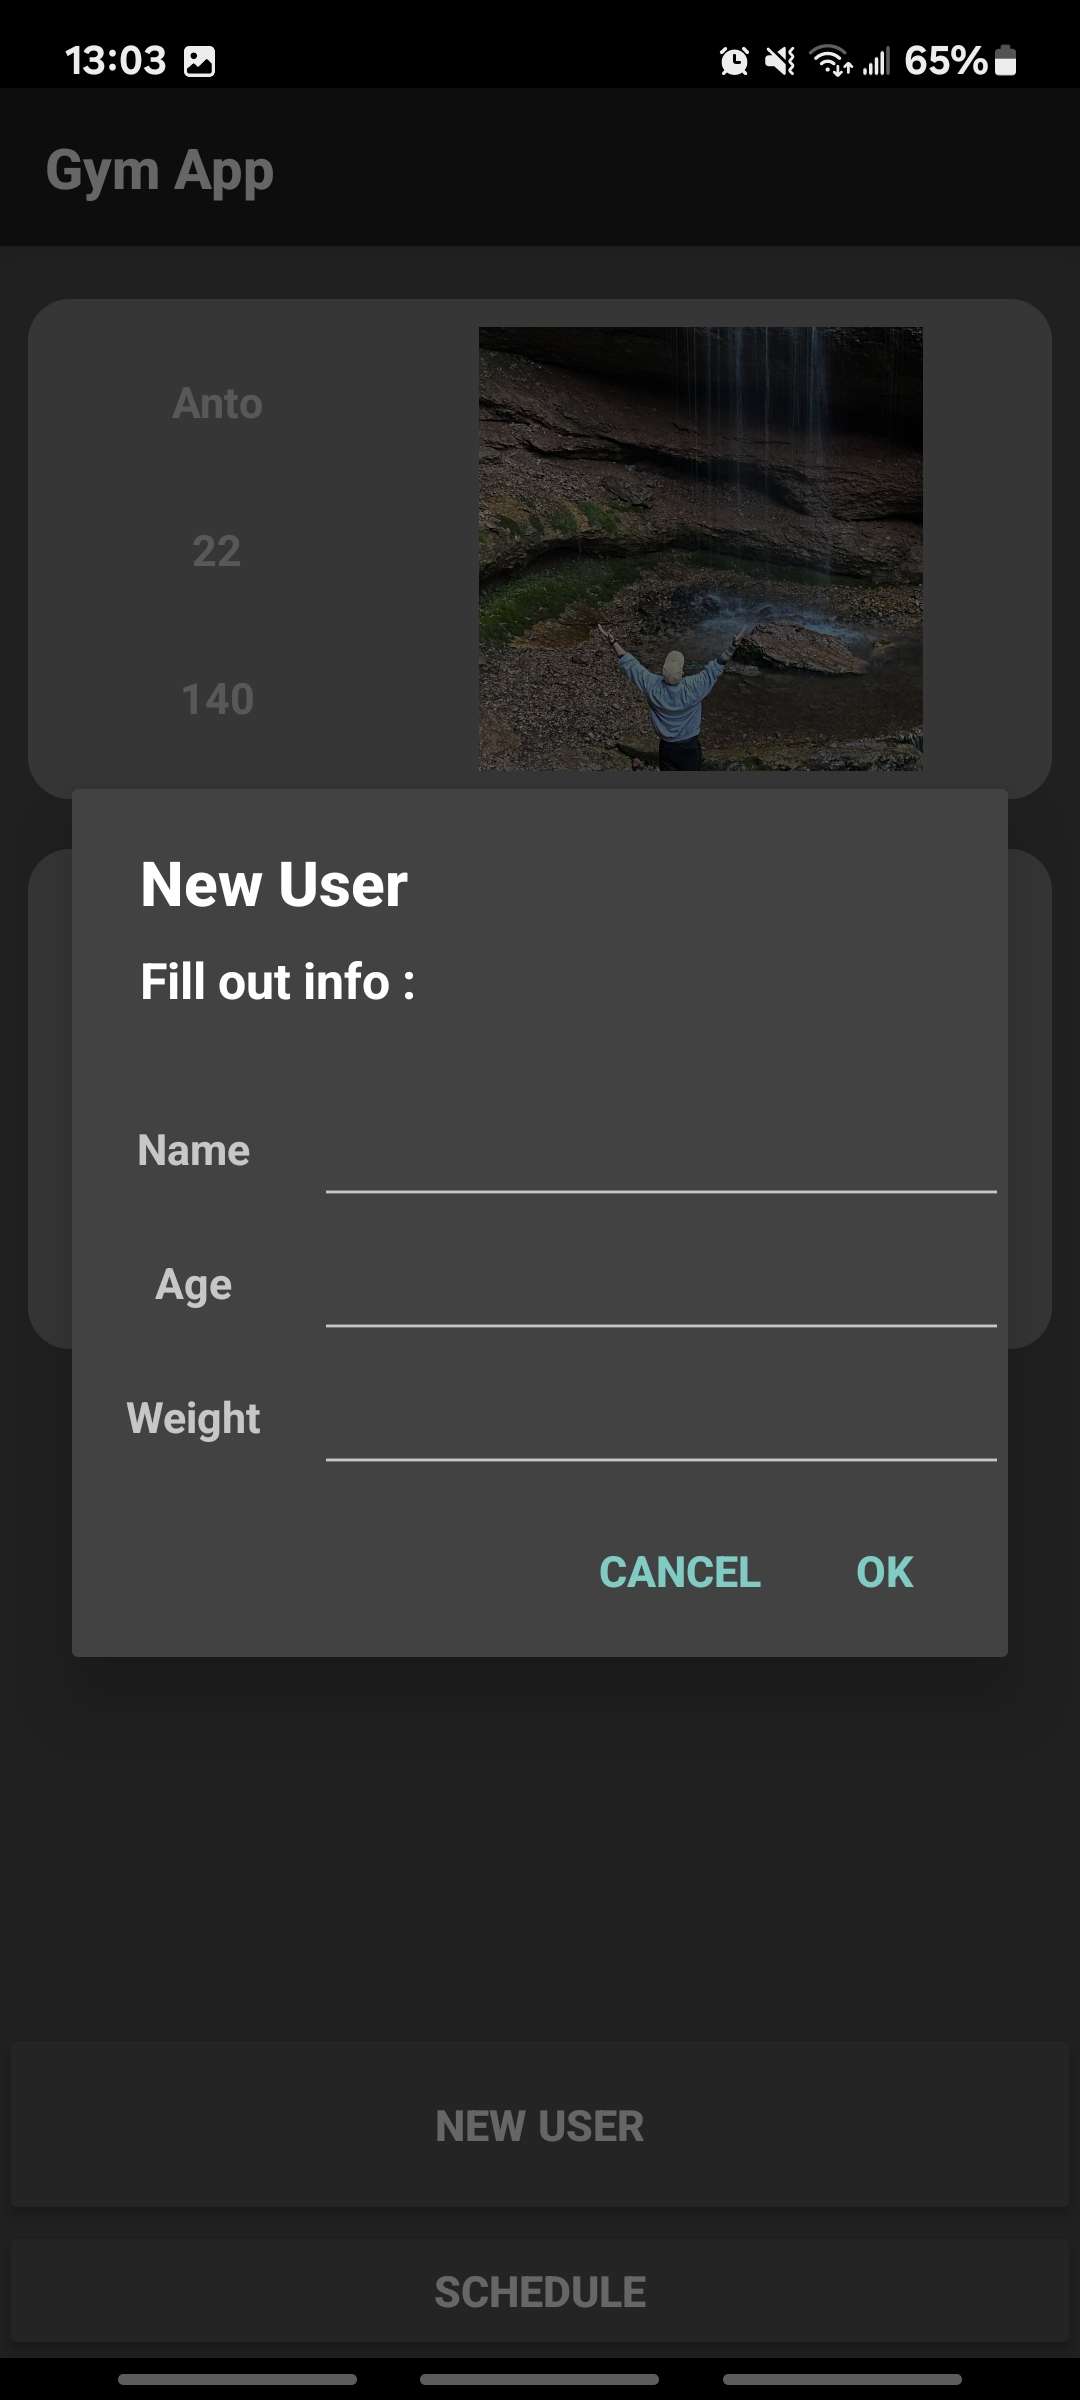 13:03 65%
Gym App
Anto
22
140
New User
Fill out info :
Name
Age
Weight
CANCEL OK
NEW USER
SCHEDULE